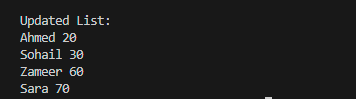 Updated List:
Ahmed 20
Sohail 30
Zameer 60
Sara 70